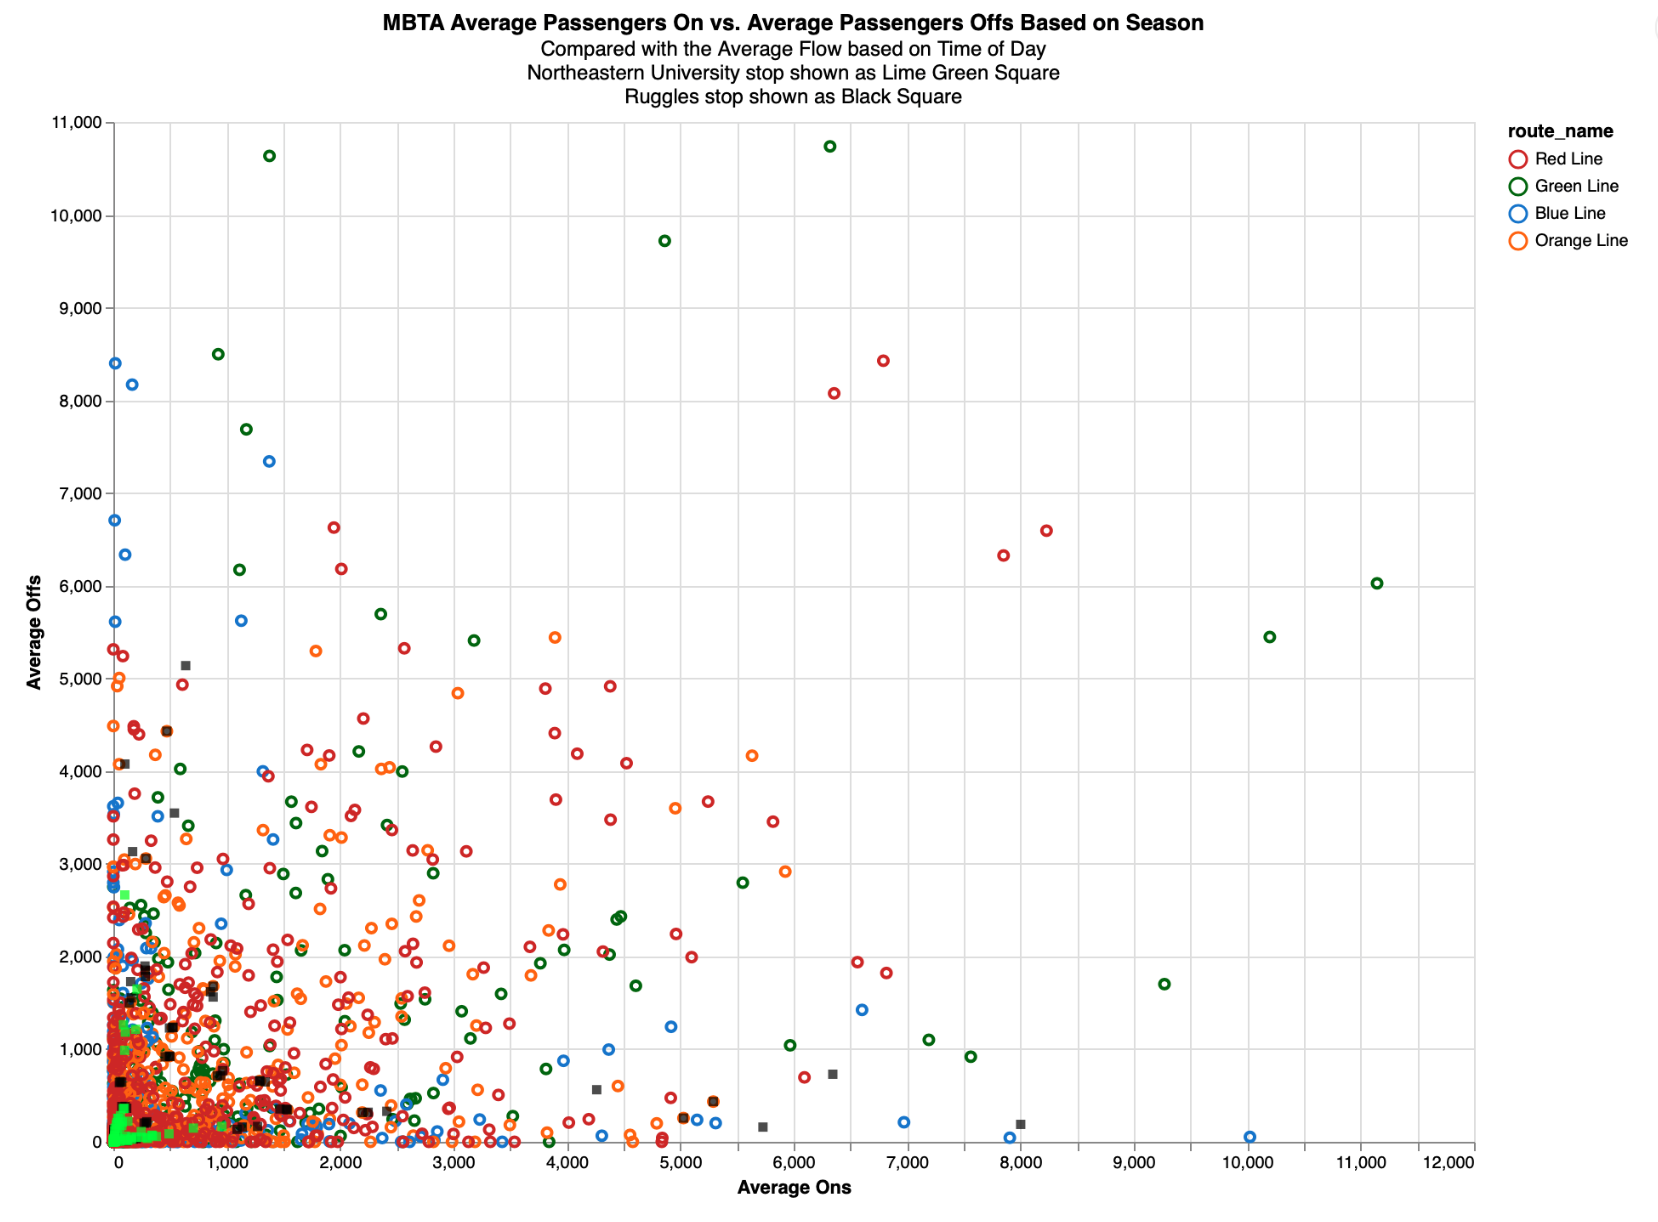 MBTA Average Passengers On vs. Average Passengers Offs Based on Season
Compared with the Average Flow based on Time of Day
Northeastern University stop shown as Lime Green Square
Ruggles stop shown as Black Square
route_name
Red Line
Green Line
Blue Line
Orange Line
Average Offs
11,000
10,000
9,000
8,000
7,000
6,000
5,000
4,000
3,000
2,000
1,000
0
0 1,000 2,000 3,000 4,000 5,000 6,000 7,000 8,000 9,000 10,000 11,000 12,000
Average Ons